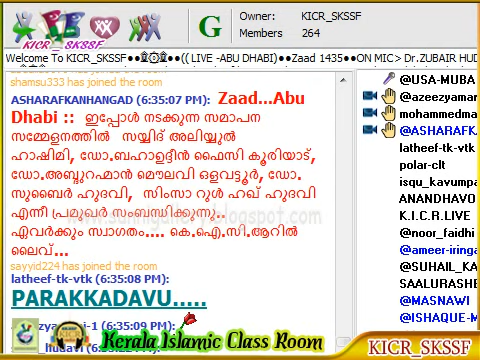 KICR_SKSSF
G
Owner: KICR_SKSSF
Members 264
Welcome To KICR_SKSSF●●۩۞۩●●((LIVE -ABU DHABI)●●Zaad 1435●●ON MIC> Dr.ZUBAIR HUD
shamsu333 has joined the room
ASHARAFKANHANGAD (6:35:07 PM): Zaad...Abu
Dhabi :: ഇപ്പോൾ നടക്കുന്ന സമാപന
സമ്മേളനത്തിൽ സയ്യിദ് അലിയ്യുൽ
ഹാഷിമി, ഡോ.ബഹാഉദ്ദീൻ ഫൈസി കൂരിയാട്,
ഡോ.അബ്ദുറഹ്മാൻ മൌലവി ഒളവട്ടൂർ, ഡോ.
സുബൈർ ഹുദവി, സിംസാറുൾ ഹഖ് ഹുദവി
എന്നീ പ്രമുഖർ സംബന്ധിക്കുന്നു..
ഏവർക്കും സ്വാഗതം.... കെ.ഐ.സി.ആറിൽ
ലൈവ്...
sayyid224 has joined the room
latheef-tk-vtk (6:35:08 PM):
PARAKKADAVU.....
(6:35:09 PM):
Kerala Islamic Class Room
@USA-MUBA
@azeezyamar
mohammedma
@ASHARAFK
latheef-tk-vtk
polar-clt
isqu_kavumpa
ANANDHAVO
K.I.C.R.LIVE
@noor_faidhi
@ameer-iringa
@SUHAIL_KA
SAALURASHE
@MASNAWI
@ISHAQUE-M
KICR_SKSSF